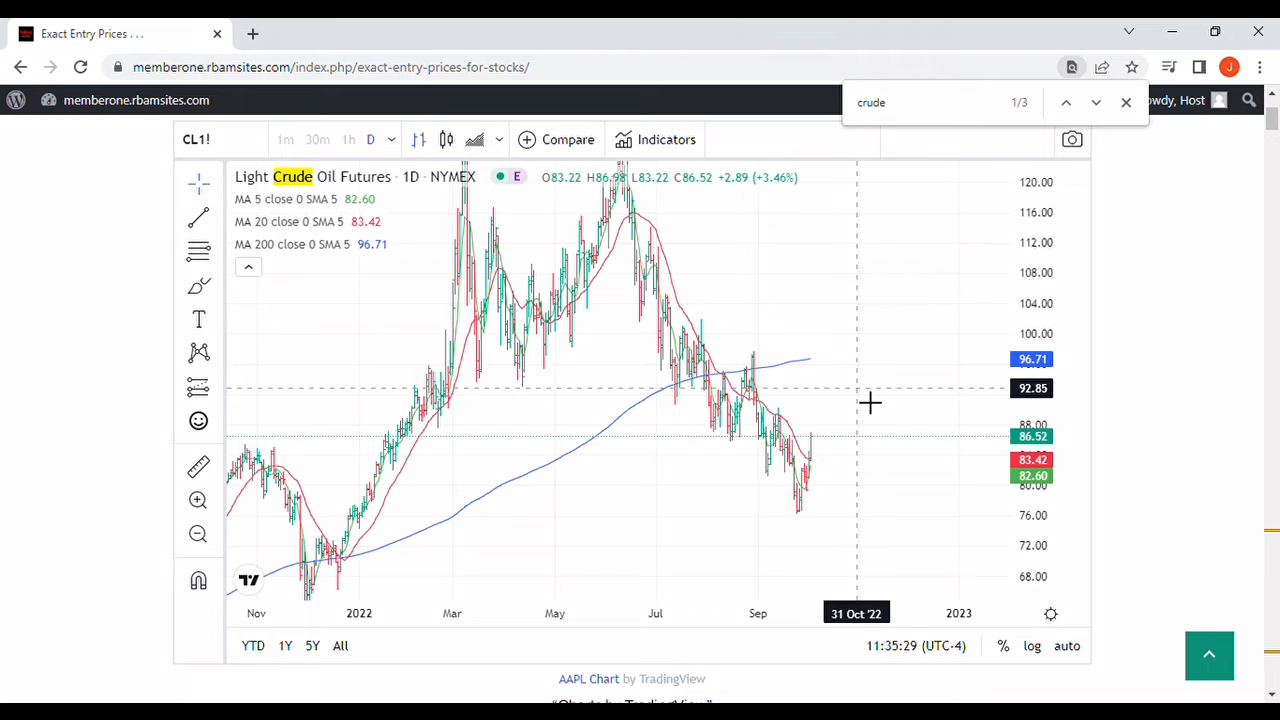 Exact Entry Prices . . .
memberone.rbamsites.com/index.php/exact-entry-prices-for-stocks/
J
crude 1/3
memberone.rbamsites.com
owdy, Host
CL1! 1m 30m 1h D Compare Indicators
Light Crude Oil Futures · 1D · NYMEX E O83.22 H86.98 L83.22 C86.52 +2.89 (+3.46%)
MA 5 close 0 SMA 5 82.60
MA 20 close 0 SMA 5 83.42
MA 200 close 0 SMA 5 96.71
120.00
116.00
112.00
108.00
104.00
100.00
96.71
92.85
88.00
86.52
83.42
82.60
80.00
76.00
72.00
68.00
T
Nov 2022 Mar May Jul Sep 31 Oct '22 2023
YTD 1Y 5Y All 11:35:29 (UTC-4) % log auto
AAPL Chart by TradingView
"Charts by TradingView"